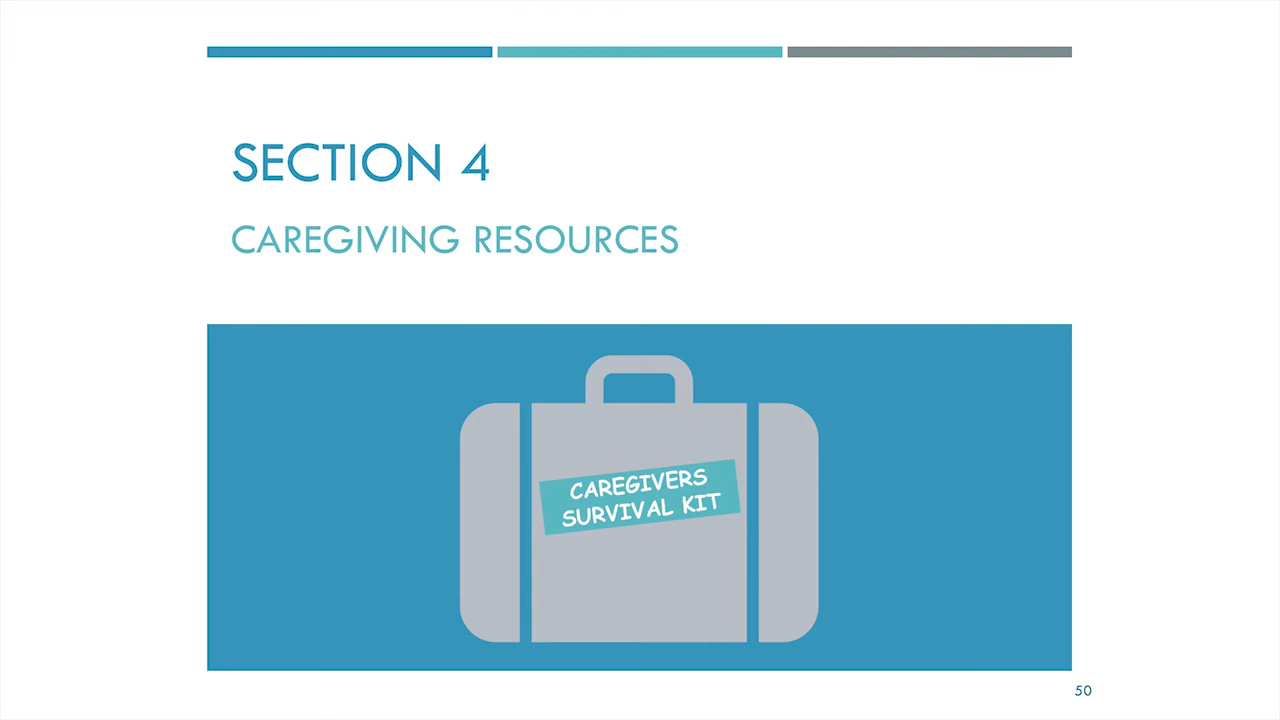 SECTION 4
CAREGIVING RESOURCES
CAREGIVERS
SURVIVAL KIT
50